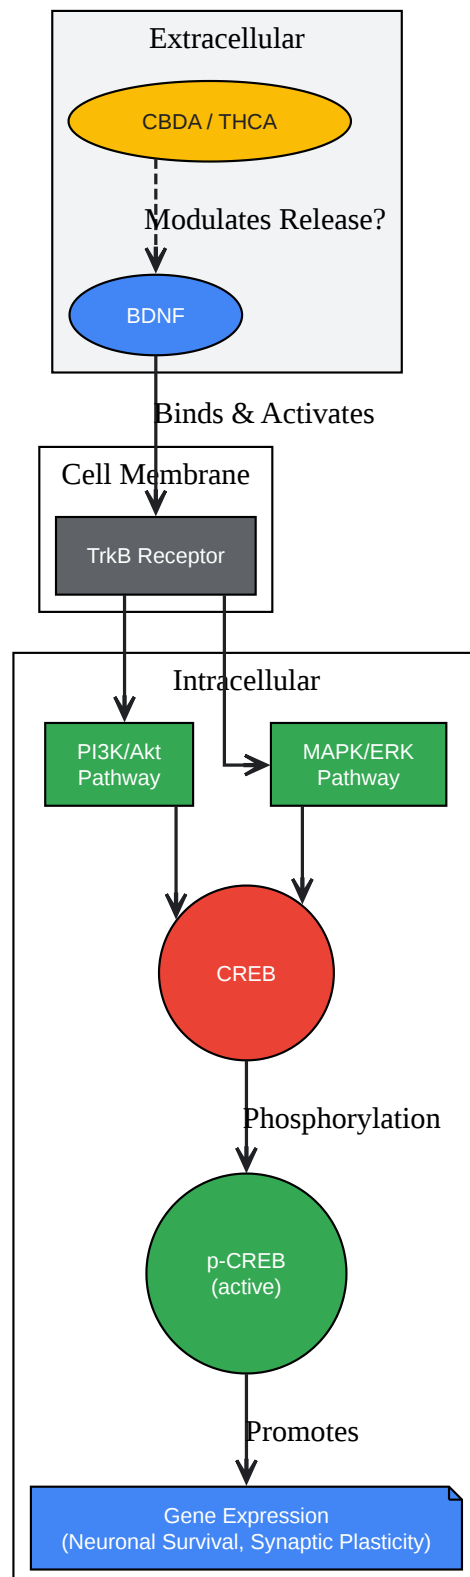 Extracellular
CBDA / THCA
Modulates Release?
BDNF
Binds & Activates
Cell Membrane
TrkB Receptor
Intracellular
PI3K/Akt
Pathway
MAPK/ERK
Pathway
CREB
Phosphorylation
p-CREB
(active)
Promotes
Gene Expression
(Neuronal Survival, Synaptic Plasticity)